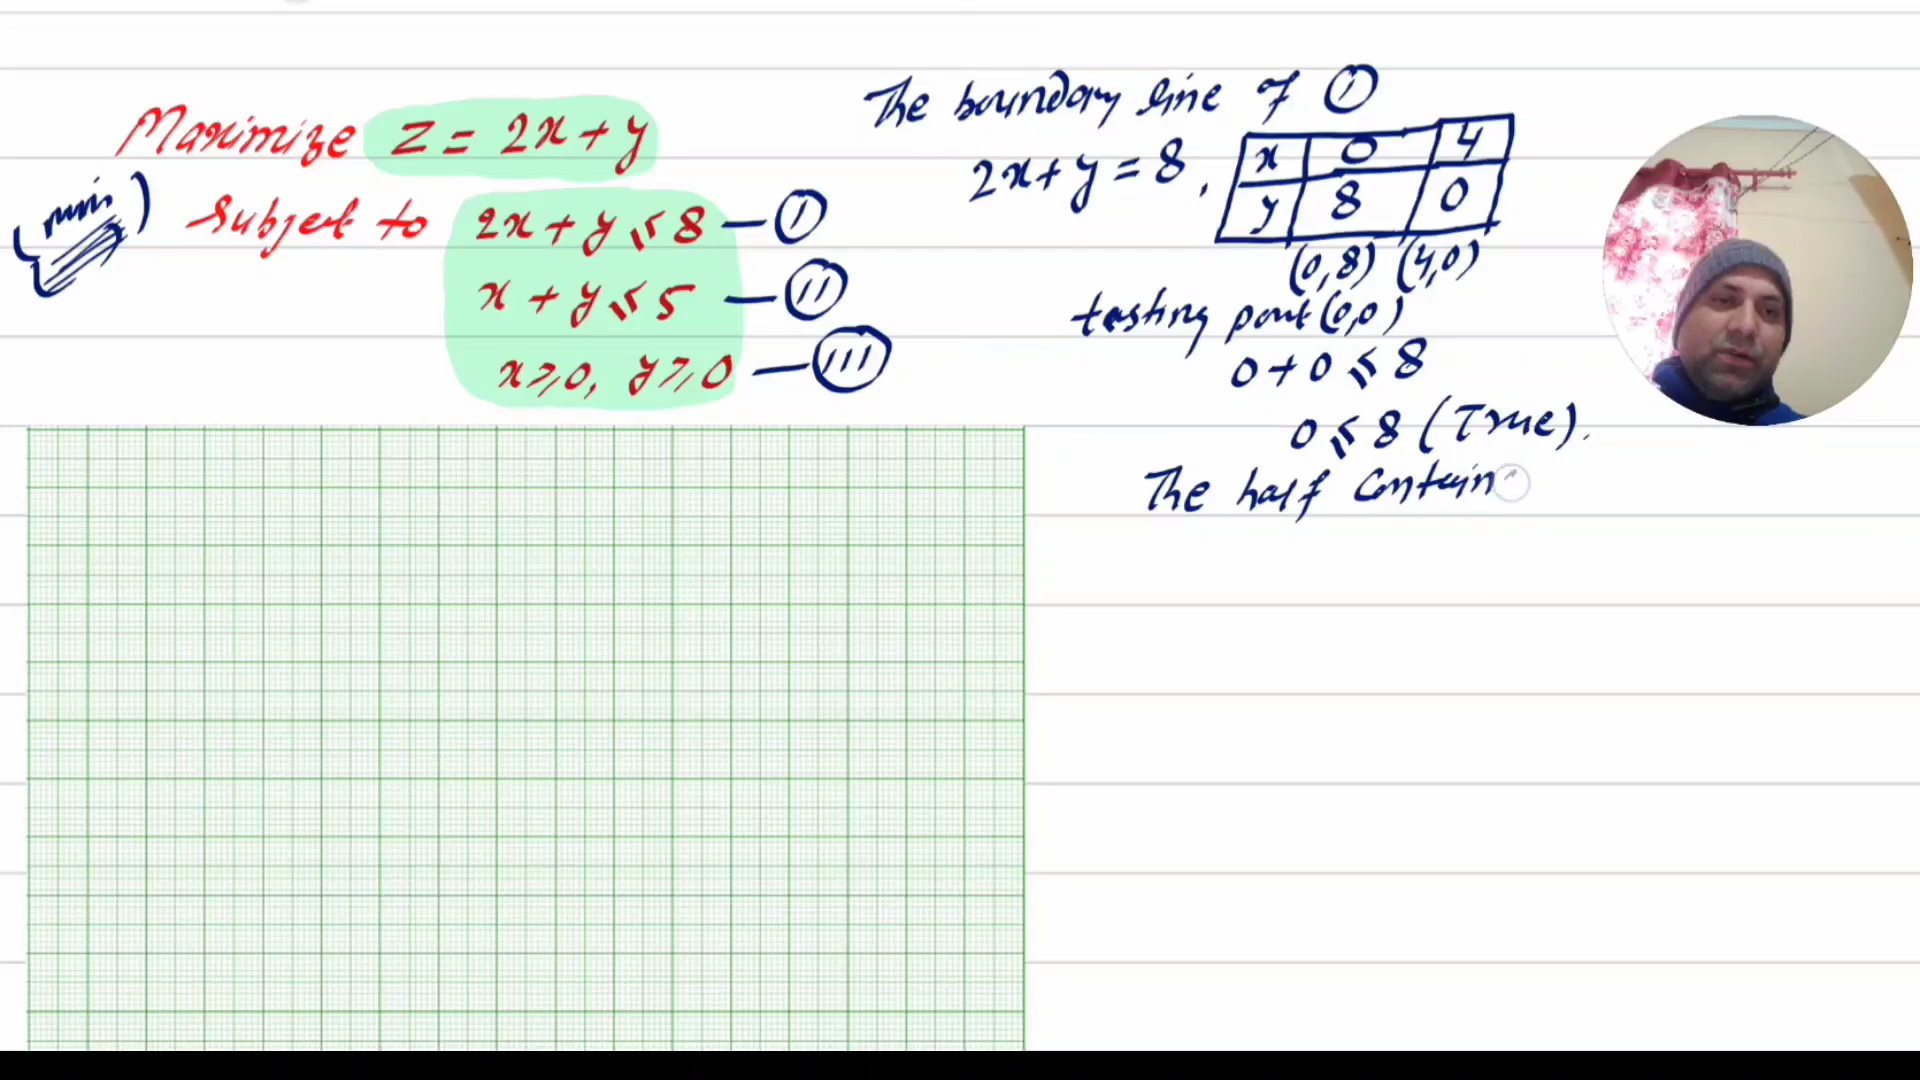 Maximize z = 2x + y
(min)
Subject to 2x + y ≤ 8 — (I)
x + y ≤ 5 — (II)
x ≥ 0, y ≥ 0 — (III)
The boundary line of (I)
2x + y = 8,
x 0 4
y 8 0
(0,8) (4,0)
testing point (0,0)
0 + 0 ≤ 8
0 ≤ 8 (True).
The half contain